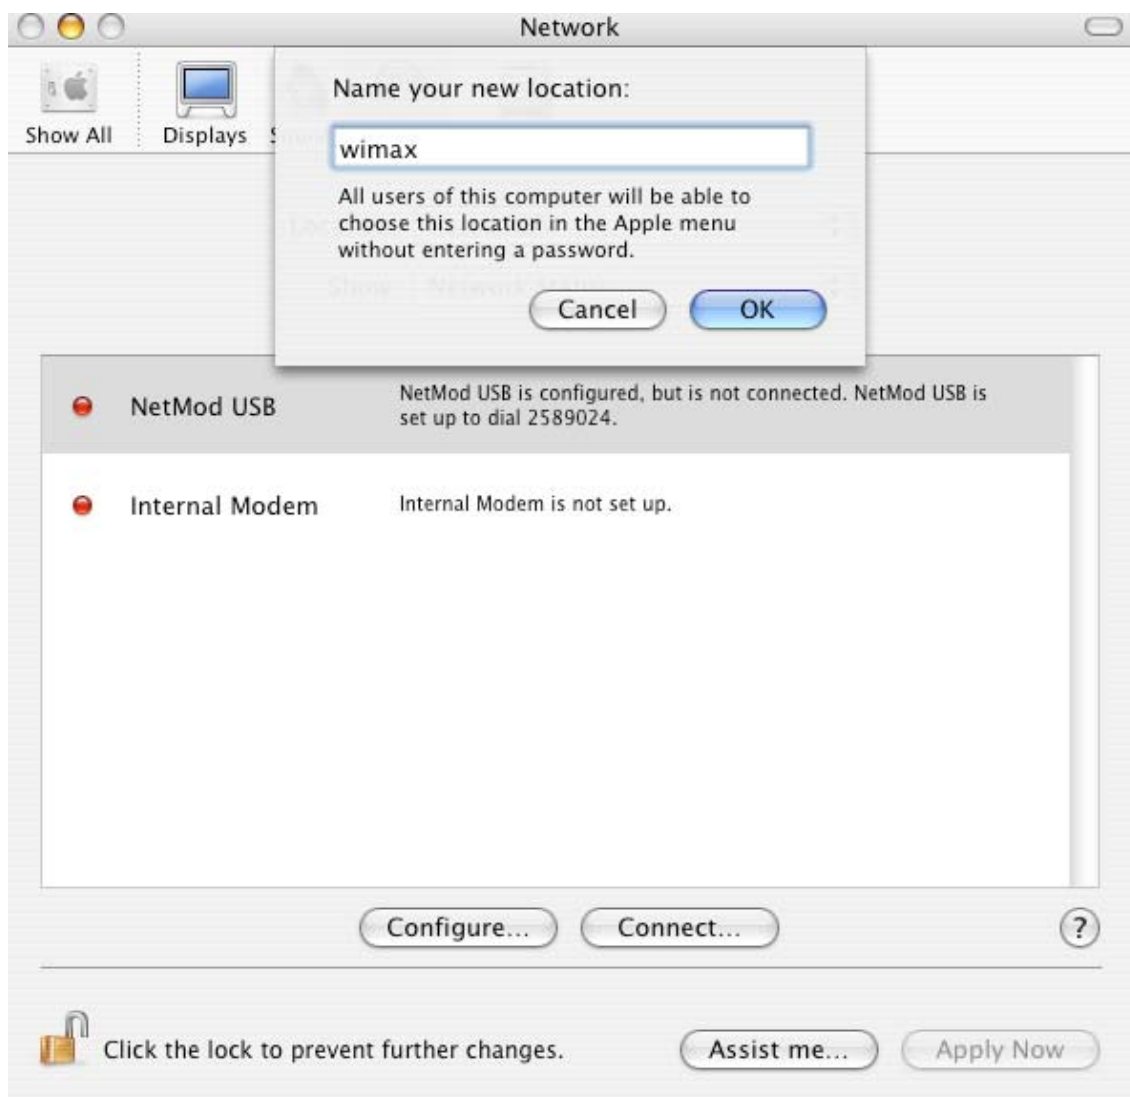 Network
Show All
Displays
Name your new location:
wimax
All users of this computer will be able to
choose this location in the Apple menu
without entering a password.
Show
Network Status
Cancel
OK
NetMod USB
NetMod USB is configured, but is not connected. NetMod USB is
set up to dial 2589024.
Internal Modem
Internal Modem is not set up.
Configure...
Connect...
?
Click the lock to prevent further changes.
Assist me...
Apply Now